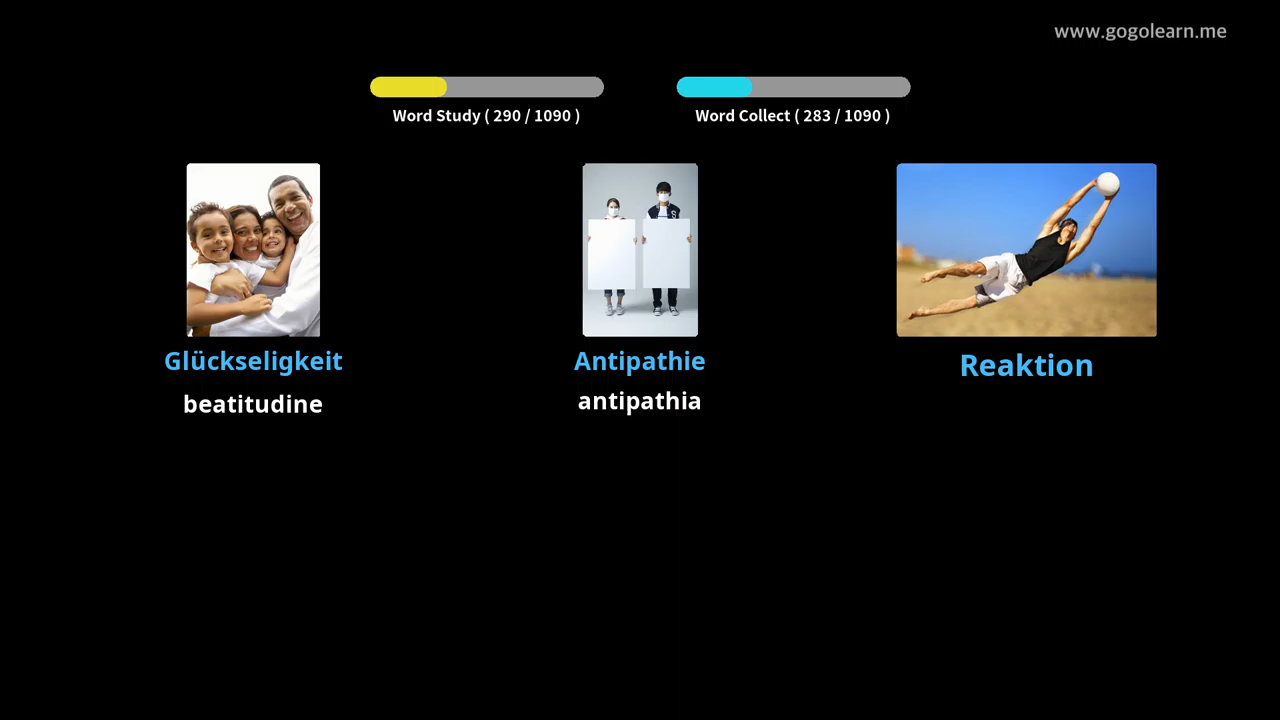 www.gogolearn.me
Word Study ( 290 / 1090 )
Word Collect ( 283 / 1090 )
Glückseligkeit
Antipathie
Reaktion
beatitudine
antipathia